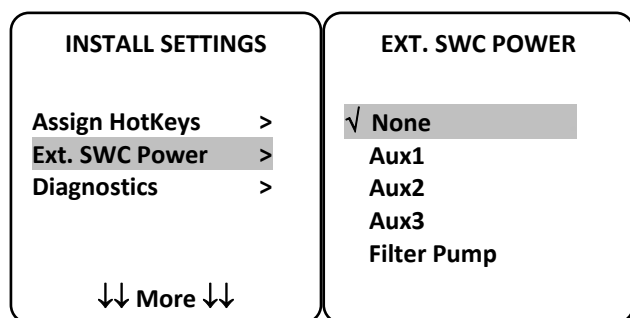 INSTALL SETTINGS
Assign HotKeys >
Ext. SWC Power >
Diagnostics >
↓↓ More ↓↓
EXT. SWC POWER
√ None
Aux1
Aux2
Aux3
Filter Pump